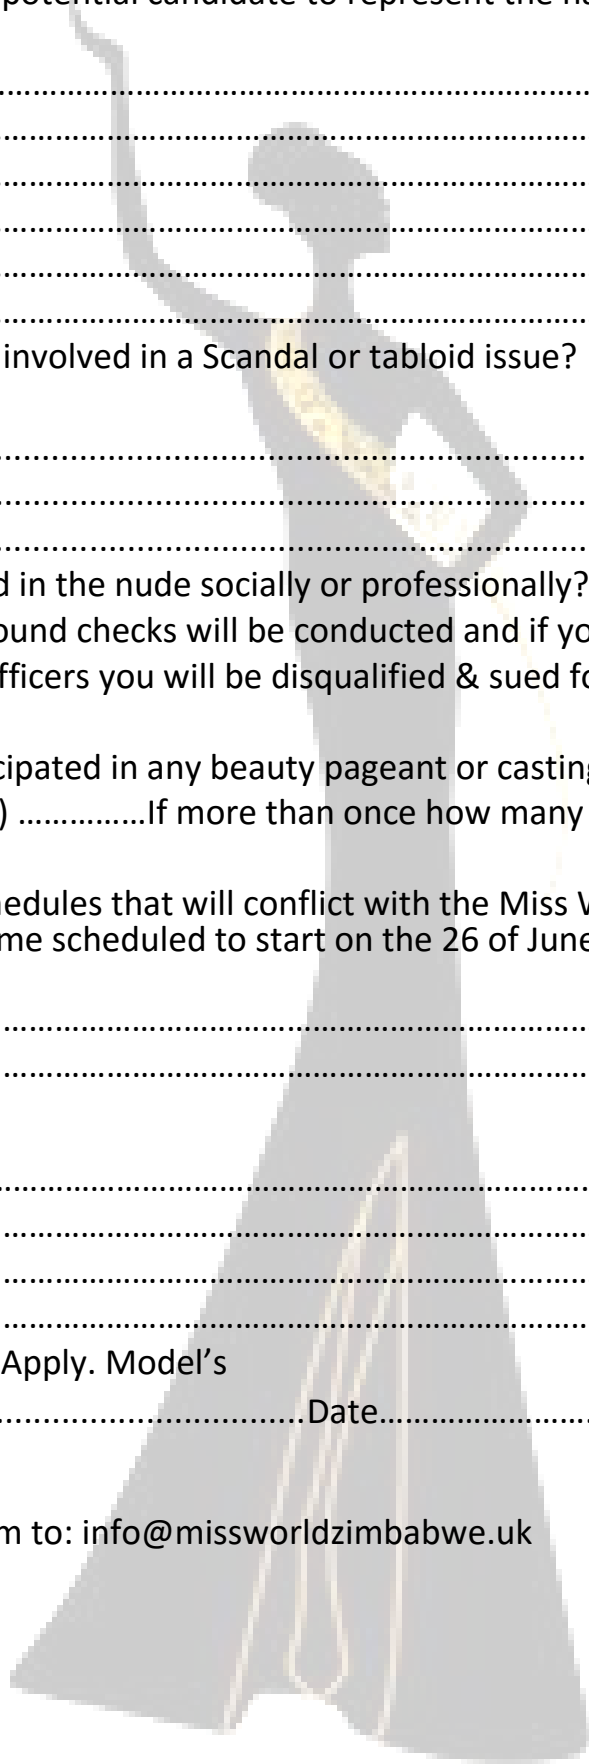 potential candidate to represent the na
………………………………………………………
………………………………………………………
………………………………………………………
………………………………………………………
………………………………………………………
………………………………………………………
involved in a Scandal or tabloid issue?
………………………………………………………
………………………………………………………
………………………………………………………
d in the nude socially or professionally?
ound checks will be conducted and if yo
fficers you will be disqualified & sued fo
cipated in any beauty pageant or casting
) ……………If more than once how many
nedules that will conflict with the Miss W
me scheduled to start on the 26 of June
………………………………………………………
………………………………………………………
………………………………………………………
………………………………………………………
………………………………………………………
………………………………………………………
Apply. Model’s
……………………………Date……………………
m to: info@missworldzimbabwe.uk